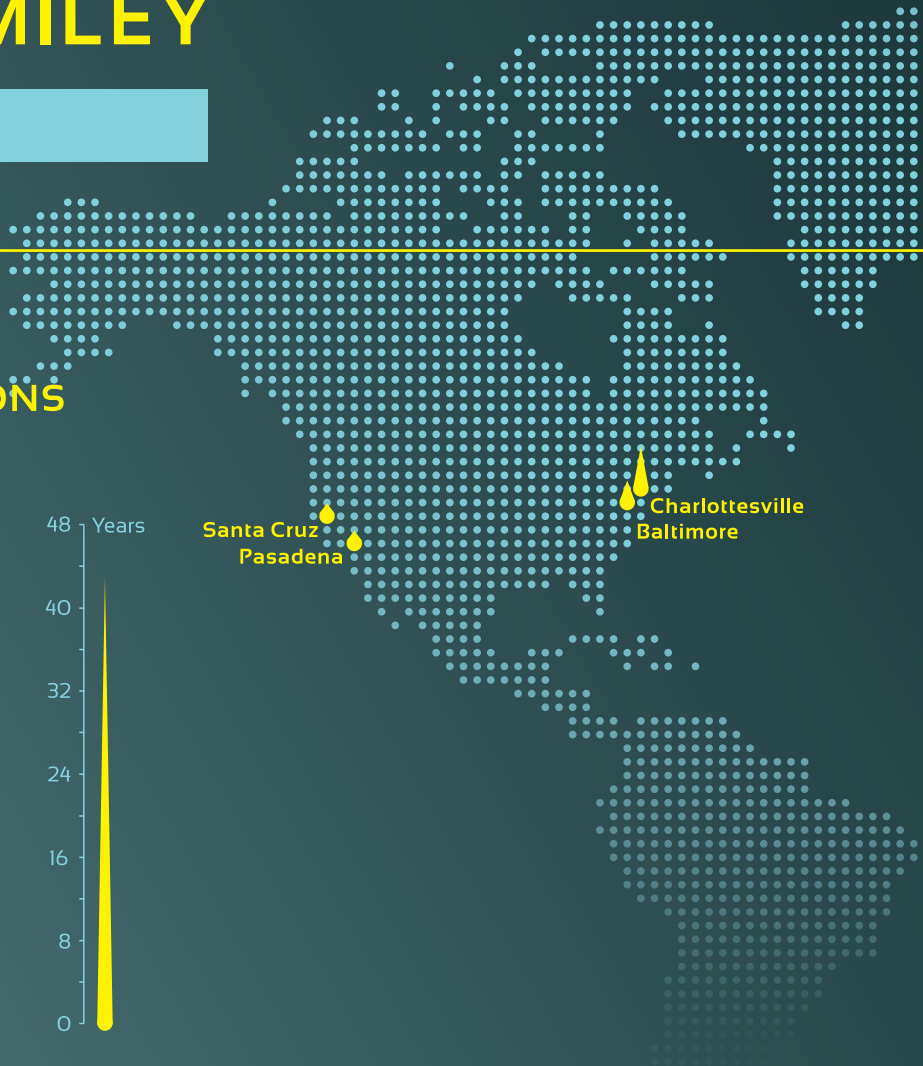 MILEY
ONS
Charlottesville
Baltimore
Santa Cruz
Pasadena
48 Years
40
32
24
16
8
0